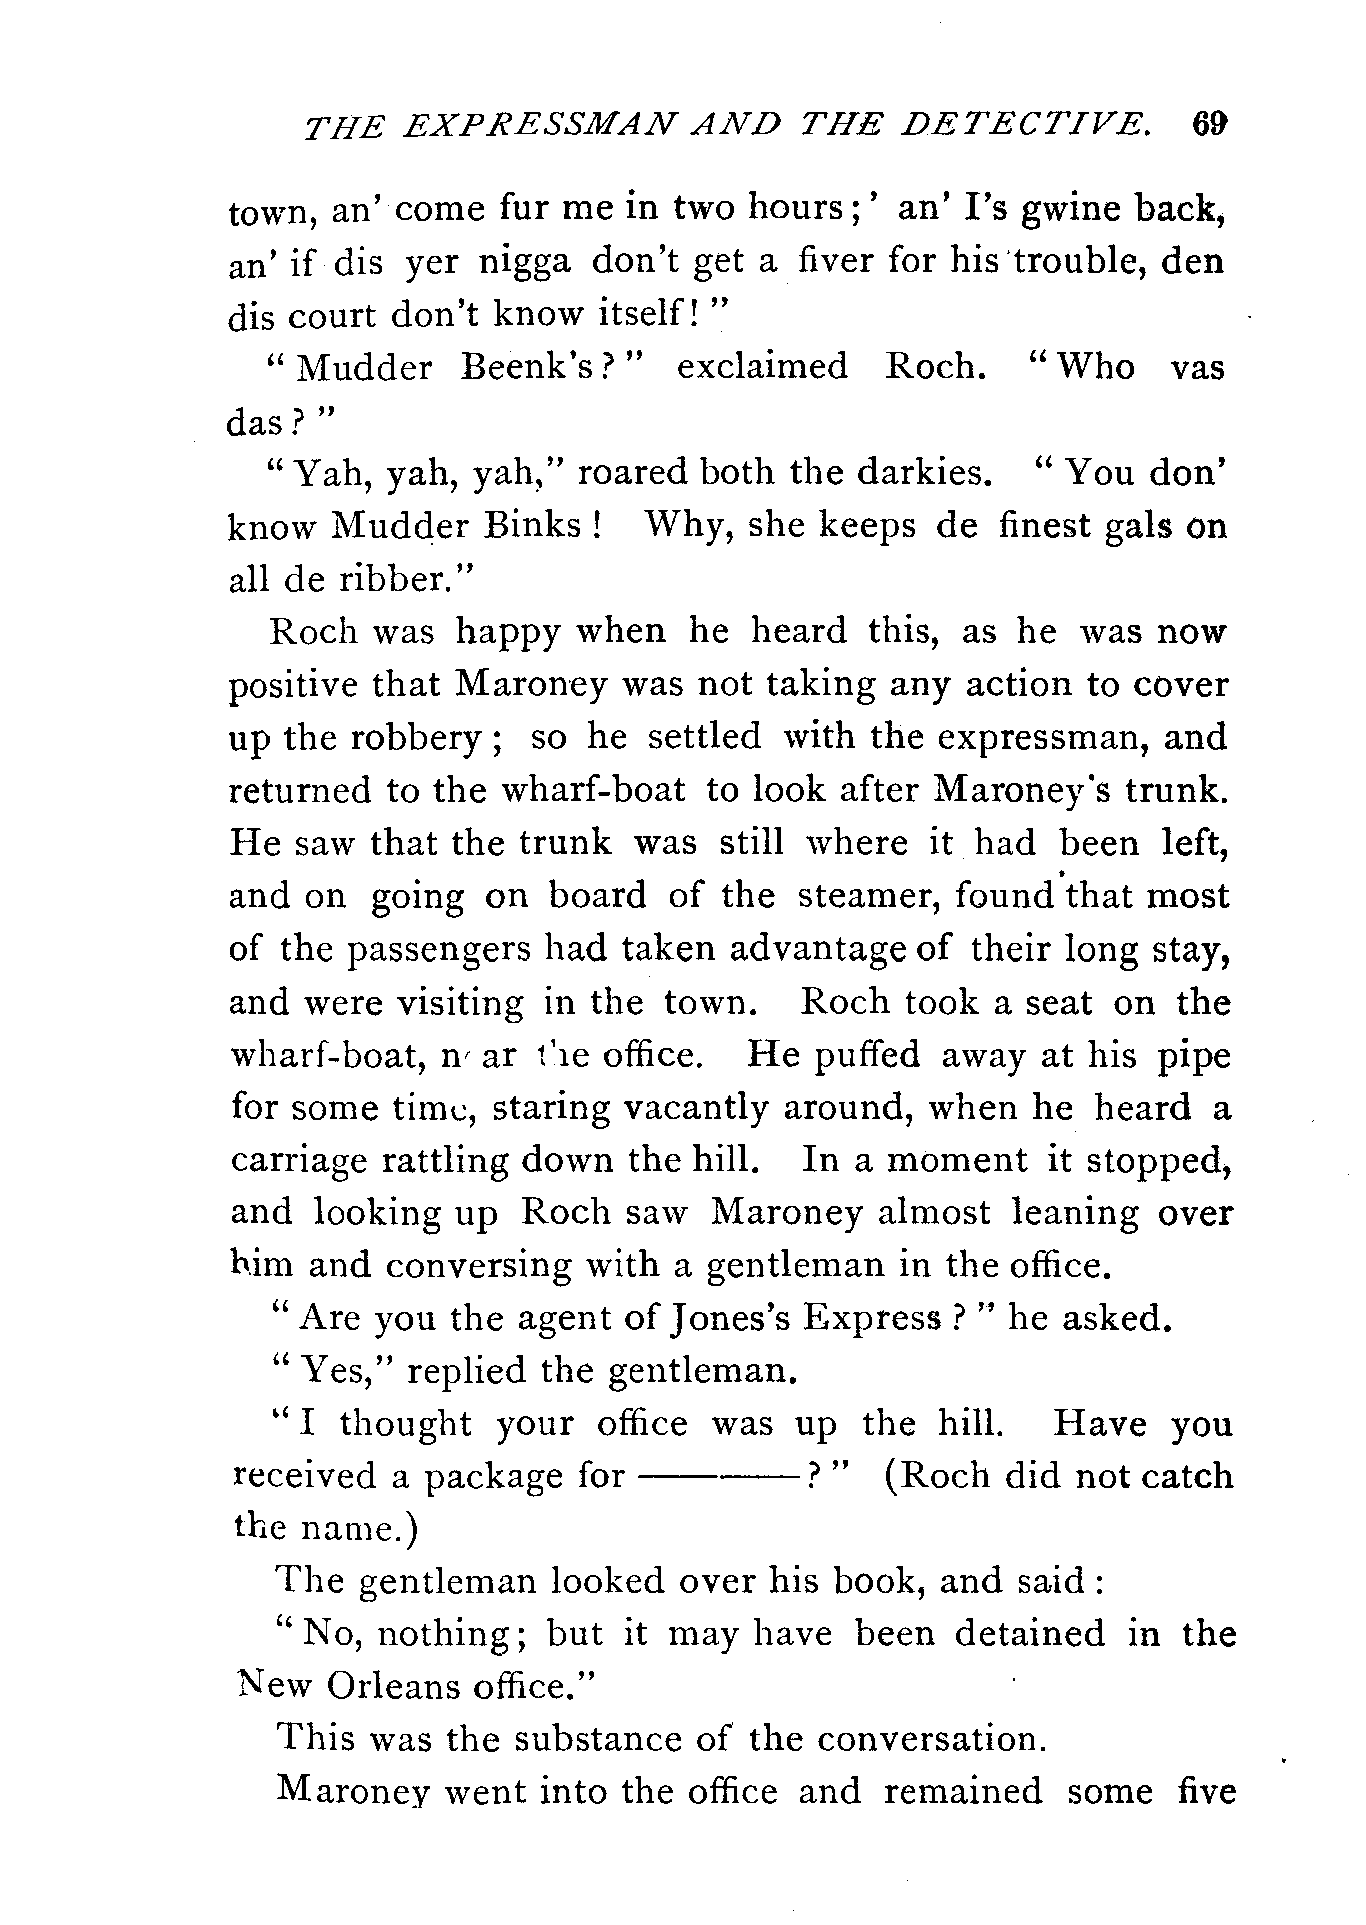 THE EXPRESSMAN AND THE DETECTIVE. 69
town, an' come fur me in two hours;' an' I's gwine back,
an' if dis yer nigga don't get a fiver for his trouble, den
dis court don't know itself!"
"Mudder Beenk's?" exclaimed Roch. "Who vas
das?"
"Yah, yah, yah," roared both the darkies. "You don'
know Mudder Binks! Why, she keeps de finest gals on
all de ribber."
Roch was happy when he heard this, as he was now
positive that Maroney was not taking any action to cover
up the robbery; so he settled with the expressman, and
returned to the wharf-boat to look after Maroney's trunk.
He saw that the trunk was still where it had been left,
and on going on board of the steamer, found that most
of the passengers had taken advantage of their long stay,
and were visiting in the town. Roch took a seat on the
wharf-boat, near the office. He puffed away at his pipe
for some time, staring vacantly around, when he heard a
carriage rattling down the hill. In a moment it stopped,
and looking up Roch saw Maroney almost leaning over
him and conversing with a gentleman in the office.
"Are you the agent of Jones's Express?" he asked.
"Yes," replied the gentleman.
"I thought your office was up the hill. Have you
received a package for ———?" (Roch did not catch
the name.)
The gentleman looked over his book, and said:
"No, nothing; but it may have been detained in the
New Orleans office."
This was the substance of the conversation.
Maroney went into the office and remained some five